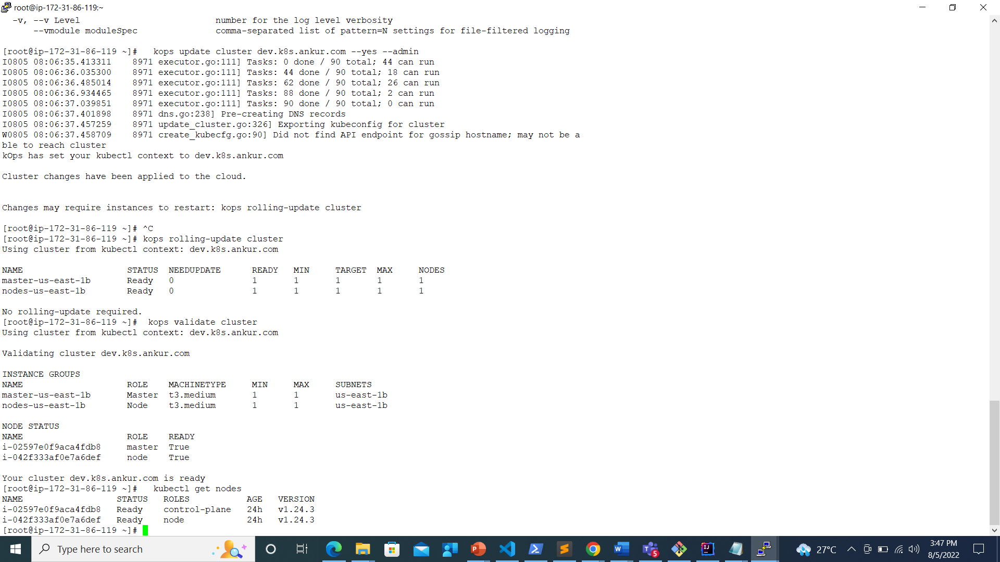 root@ip-172-31-86-119:~
-v, --v Level                          number for the log level verbosity
--vmodule moduleSpec               comma-separated list of pattern=N settings for file-filtered logging
[root@ip-172-31-86-119 ~]#   kops update cluster dev.k8s.ankur.com --yes --admin
I0805 08:06:35.413311    8971 executor.go:111] Tasks: 0 done / 90 total; 44 can run
I0805 08:06:36.035300    8971 executor.go:111] Tasks: 44 done / 90 total; 18 can run
I0805 08:06:36.485014    8971 executor.go:111] Tasks: 62 done / 90 total; 26 can run
I0805 08:06:36.934465    8971 executor.go:111] Tasks: 88 done / 90 total; 2 can run
I0805 08:06:37.039851    8971 executor.go:111] Tasks: 90 done / 90 total; 0 can run
I0805 08:06:37.401898    8971 dns.go:238] Pre-creating DNS records
I0805 08:06:37.457259    8971 update_cluster.go:326] Exporting kubeconfig for cluster
W0805 08:06:37.458709    8971 create_kubecfg.go:90] Did not find API endpoint for gossip hostname; may not be a
ble to reach cluster
kOps has set your kubectl context to dev.k8s.ankur.com
Cluster changes have been applied to the cloud.
Changes may require instances to restart: kops rolling-update cluster
[root@ip-172-31-86-119 ~]# ^C
[root@ip-172-31-86-119 ~]# kops rolling-update cluster
Using cluster from kubectl context: dev.k8s.ankur.com
NAME                    STATUS  NEEDUPDATE      READY   MIN     TARGET  MAX     NODES
master-us-east-1b       Ready   0               1       1       1       1       1
nodes-us-east-1b        Ready   0               1       1       1       1       1
No rolling-update required.
[root@ip-172-31-86-119 ~]#  kops validate cluster
Using cluster from kubectl context: dev.k8s.ankur.com
Validating cluster dev.k8s.ankur.com
INSTANCE GROUPS
NAME                    ROLE    MACHINETYPE     MIN     MAX     SUBNETS
master-us-east-1b       Master  t3.medium       1       1       us-east-1b
nodes-us-east-1b        Node    t3.medium       1       1       us-east-1b
NODE STATUS
NAME                    ROLE    READY
i-02597e0f9aca4fdb8     master  True
i-042f333af0e7a6def     node    True
Your cluster dev.k8s.ankur.com is ready
[root@ip-172-31-86-119 ~]#   kubectl get nodes
NAME                  STATUS   ROLES           AGE   VERSION
i-02597e0f9aca4fdb8   Ready    control-plane   24h   v1.24.3
i-042f333af0e7a6def   Ready    node            24h   v1.24.3
[root@ip-172-31-86-119 ~]#
Type here to search
P
W
T
5
IJ
27°C
3:47 PM
8/5/2022